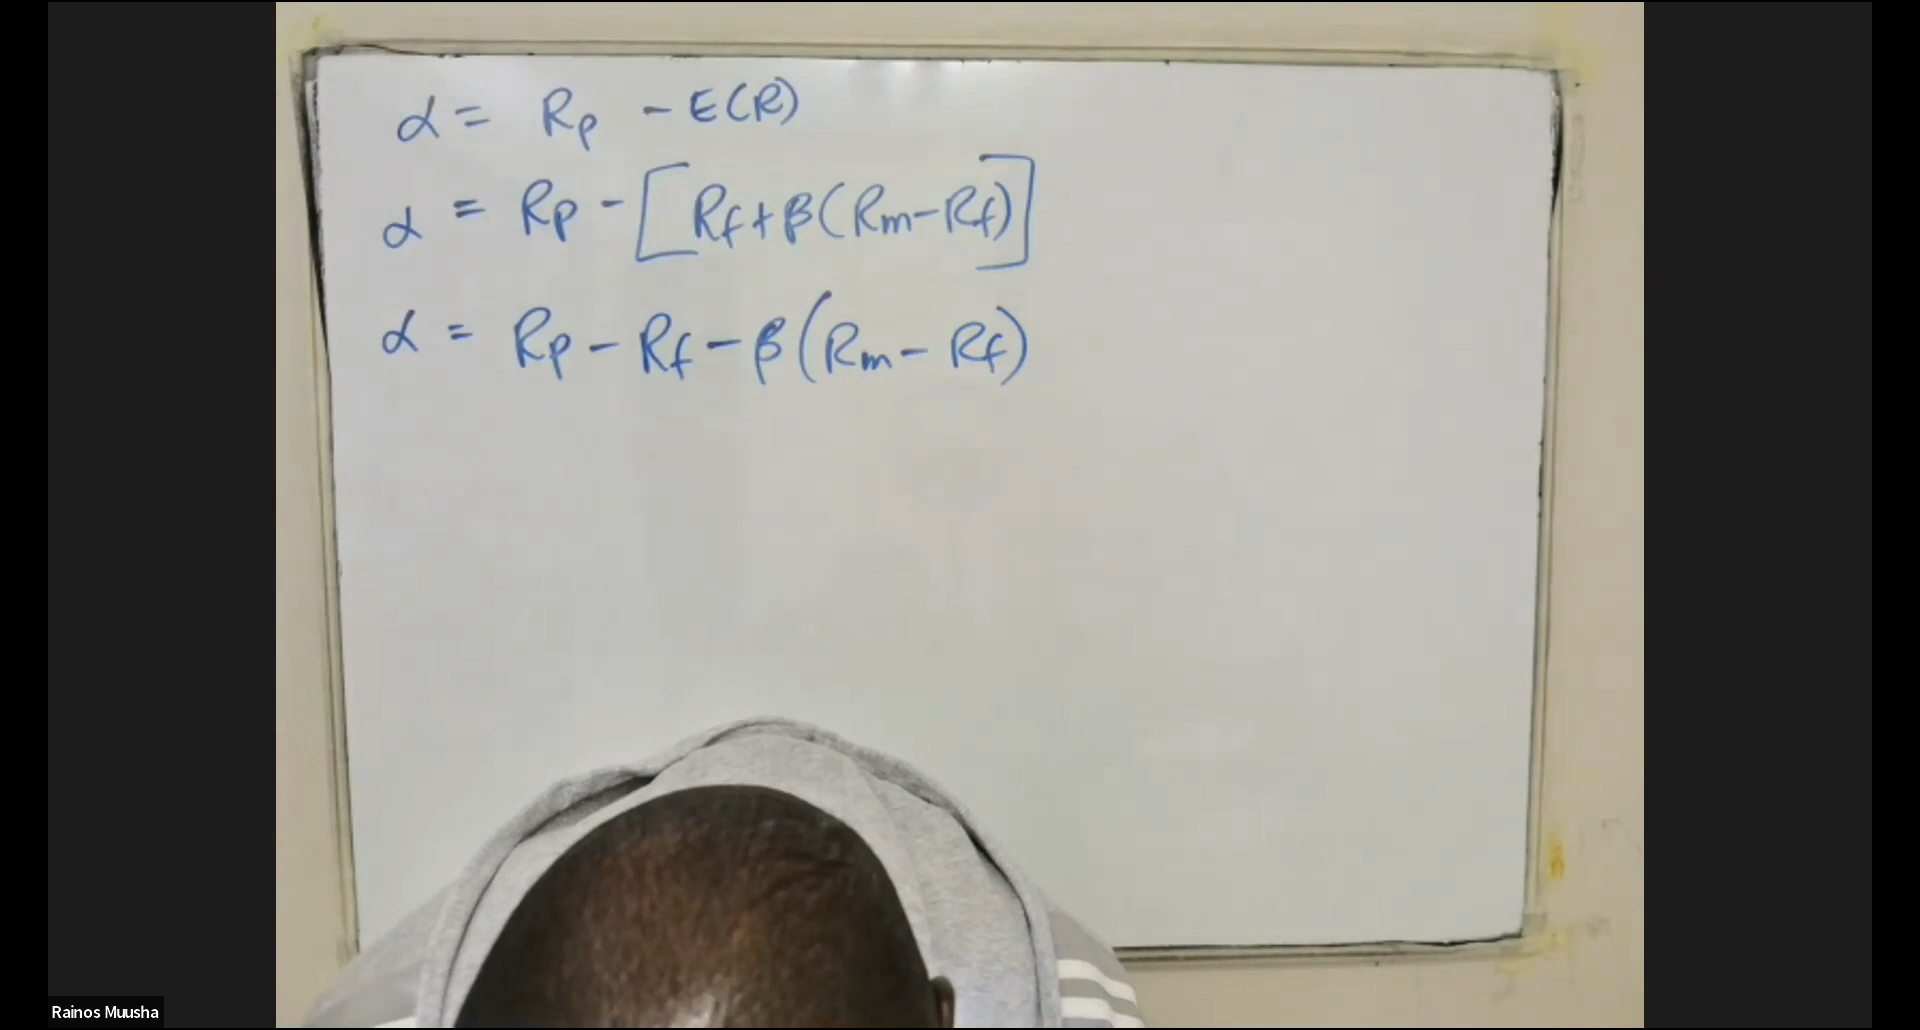 α = Rp - E(R)
α = Rp - [Rf + β(Rm - Rf)]
α = Rp - Rf - β(Rm - Rf)
Rainos Muusha